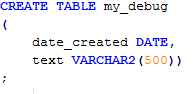 CREATE TABLE my_debug
(
    date_created DATE,
    text VARCHAR2(500))
;